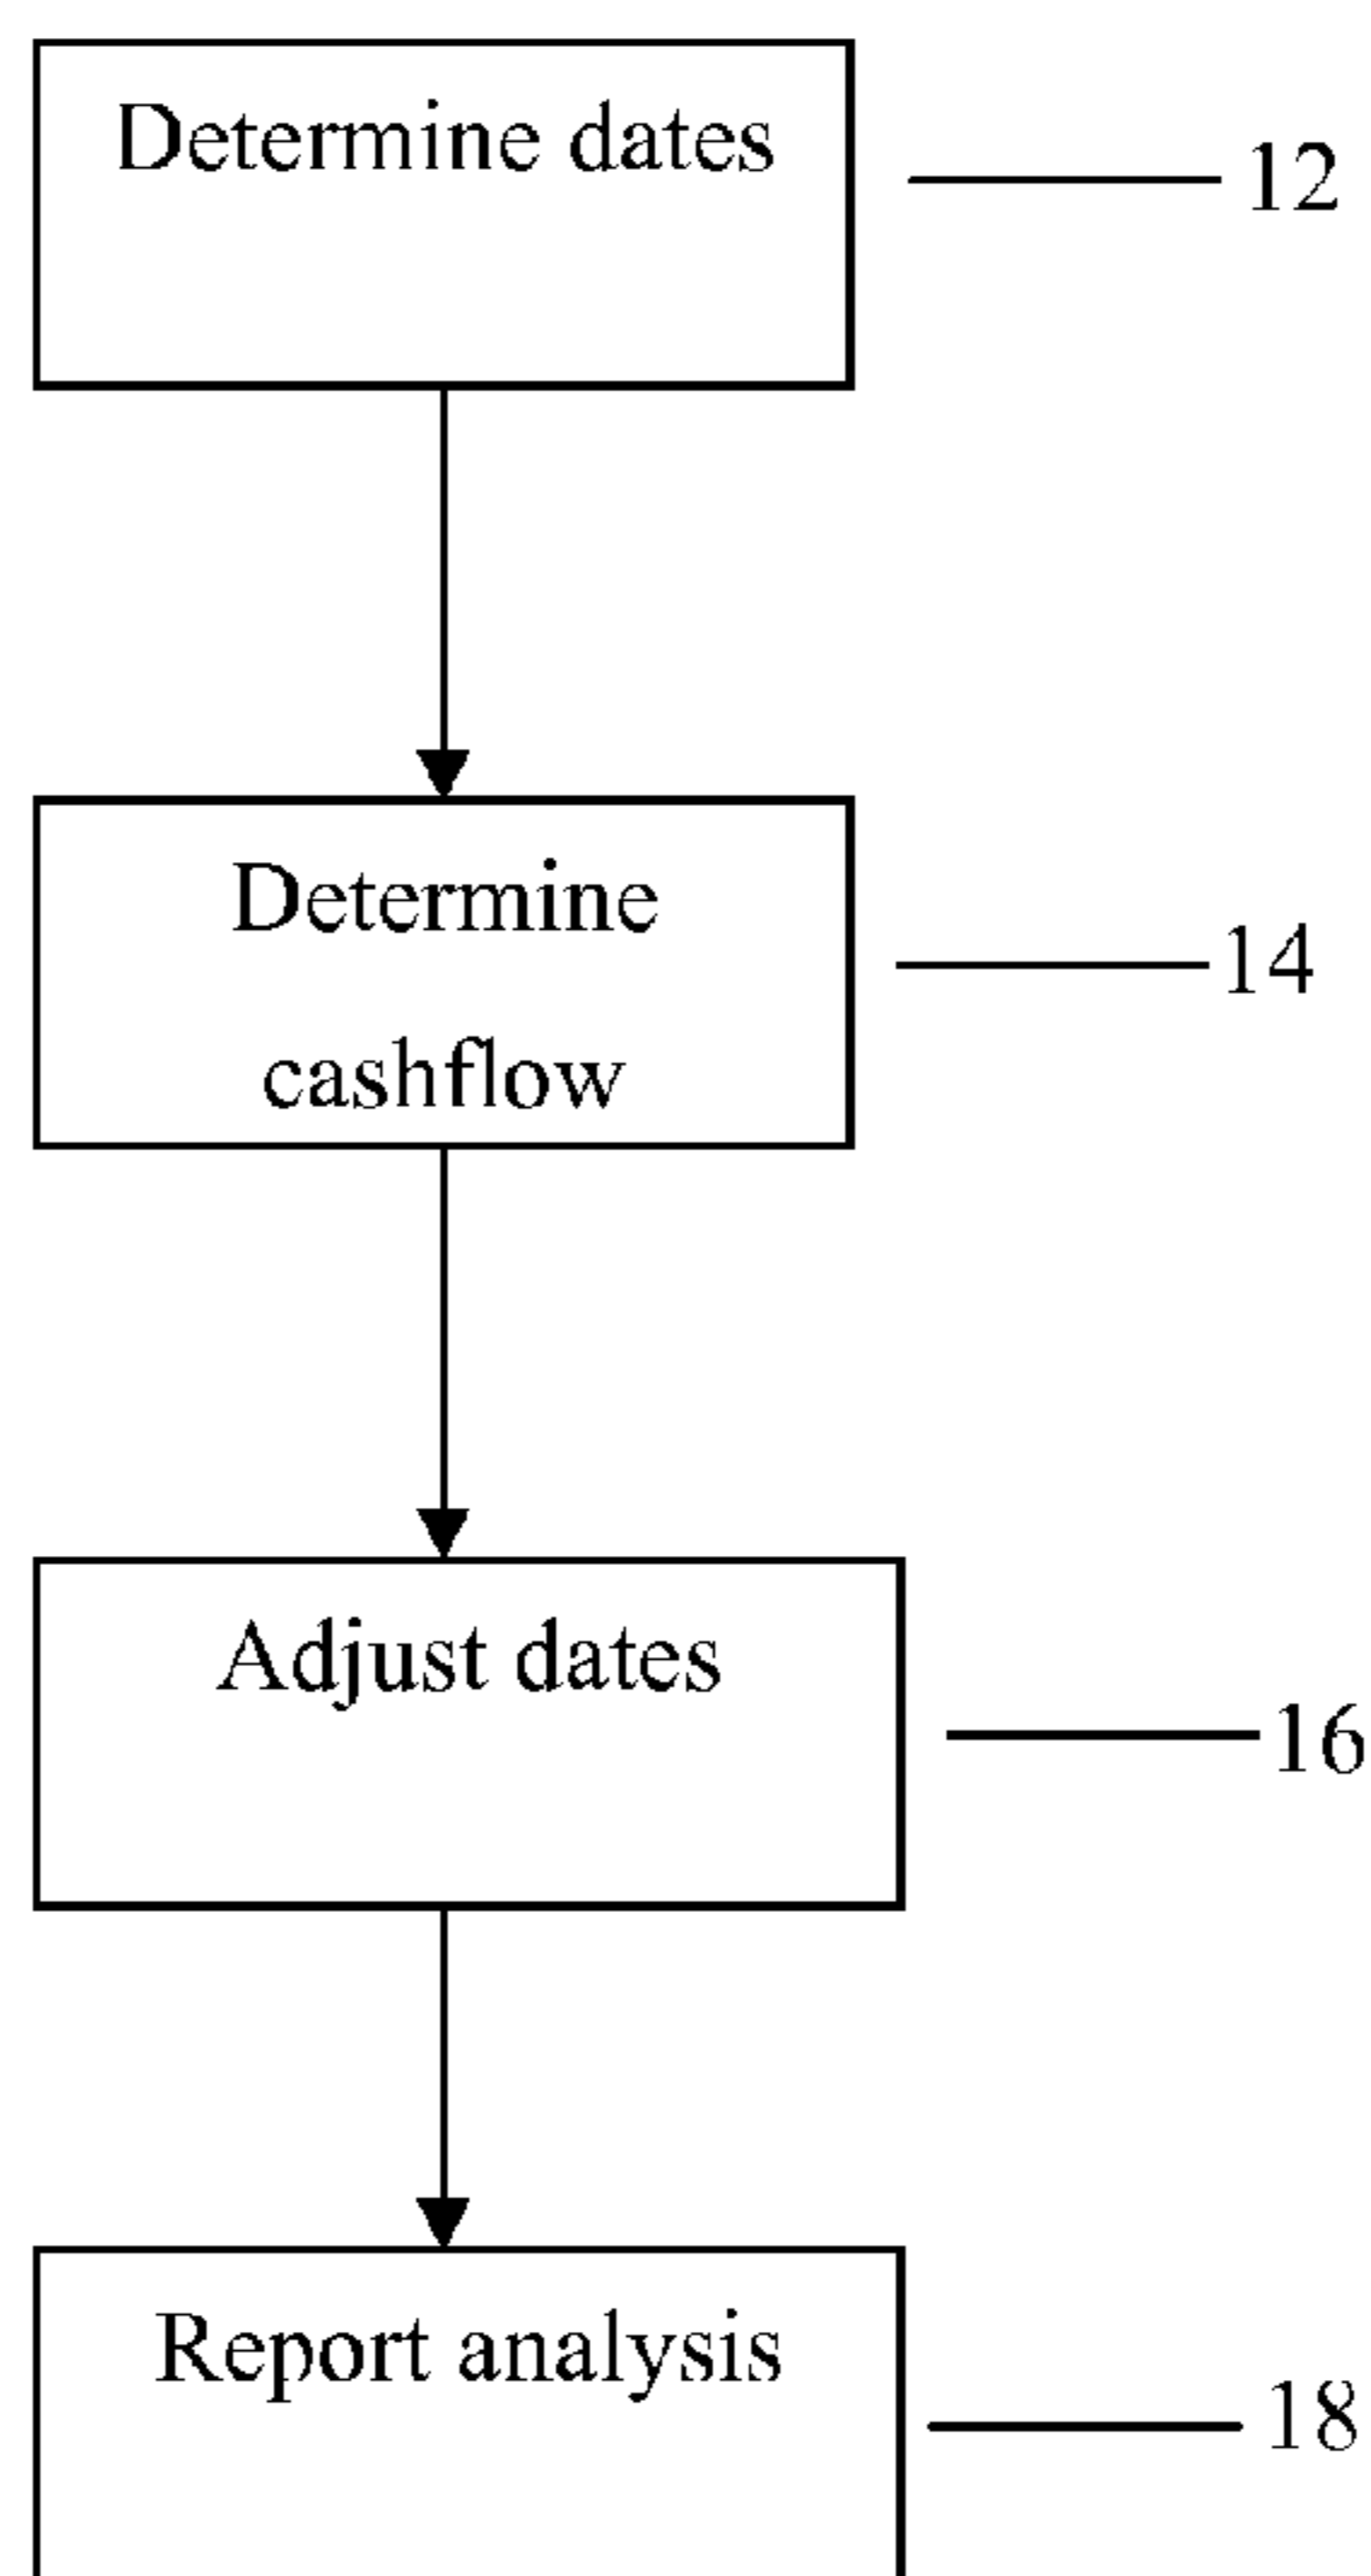 Determine dates
12
Determine
cashflow
14
Adjust dates
16
Report analysis
18